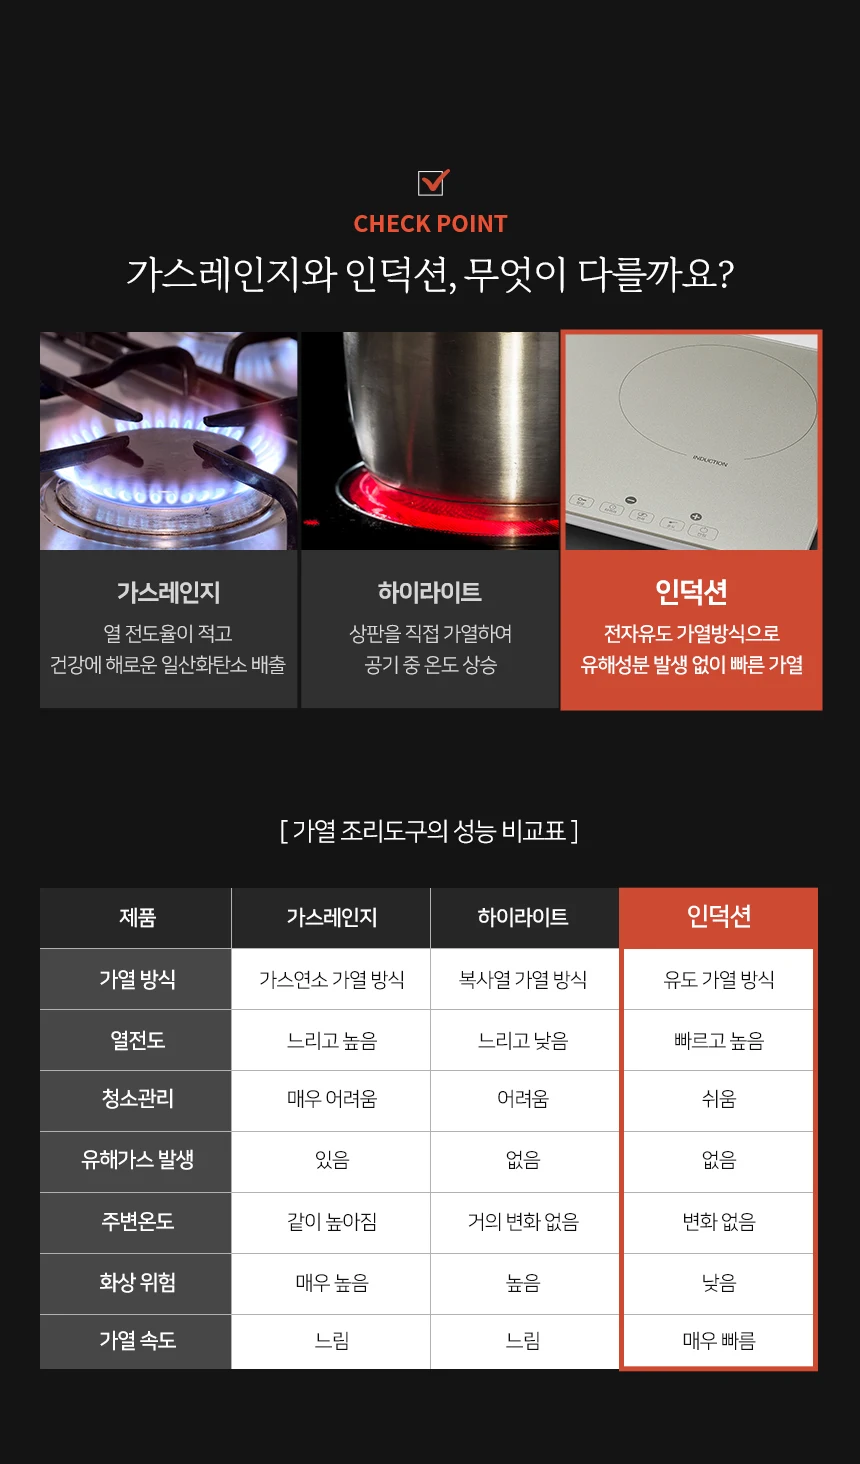 CHECK POINT
가스레인지와 인덕션, 무엇이 다를까요?
INDUCTION
가스레인지
열 전도율이 적고
건강에 해로운 일산화탄소 배출
하이라이트
상판을 직접 가열하여
공기 중 온도 상승
인덕션
전자유도 가열방식으로
유해성분 발생 없이 빠른 가열
[ 가열 조리도구의 성능 비교표 ]
제품 가스레인지 하이라이트 인덕션
가열 방식 가스연소 가열 방식 복사열 가열 방식 유도 가열 방식
열전도 느리고 높음 느리고 낮음 빠르고 높음
청소관리 매우 어려움 어려움 쉬움
유해가스 발생 있음 없음 없음
주변온도 같이 높아짐 거의 변화 없음 변화 없음
화상 위험 매우 높음 높음 낮음
가열 속도 느림 느림 매우 빠름